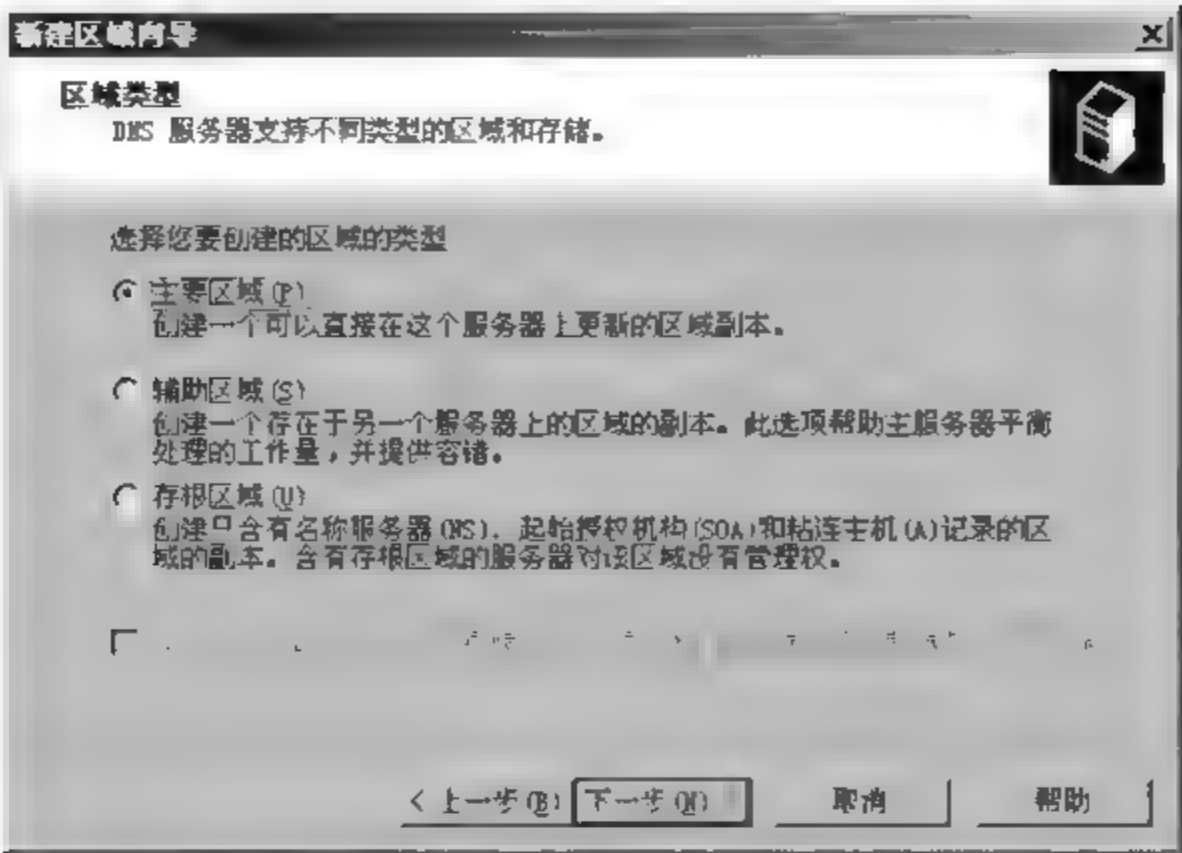 新建区域向导
区域类型
DNS 服务器支持不同类型的区域和存储。
选择您要创建的区域的类型
主要区域(P)
创建一个可以直接在这个服务器上更新的区域副本。
辅助区域(S)
创建一个存在于另一个服务器上的区域的副本。此选项帮助主服务器平衡
处理的工作量，并提供容错。
存根区域(U)
创建只含有名称服务器(NS)、起始授权机构(SOA)和粘连主机(A)记录的区
域的副本。含有存根区域的服务器对该区域没有管理权。
< 上一步(B) 下一步(N) 取消 帮助